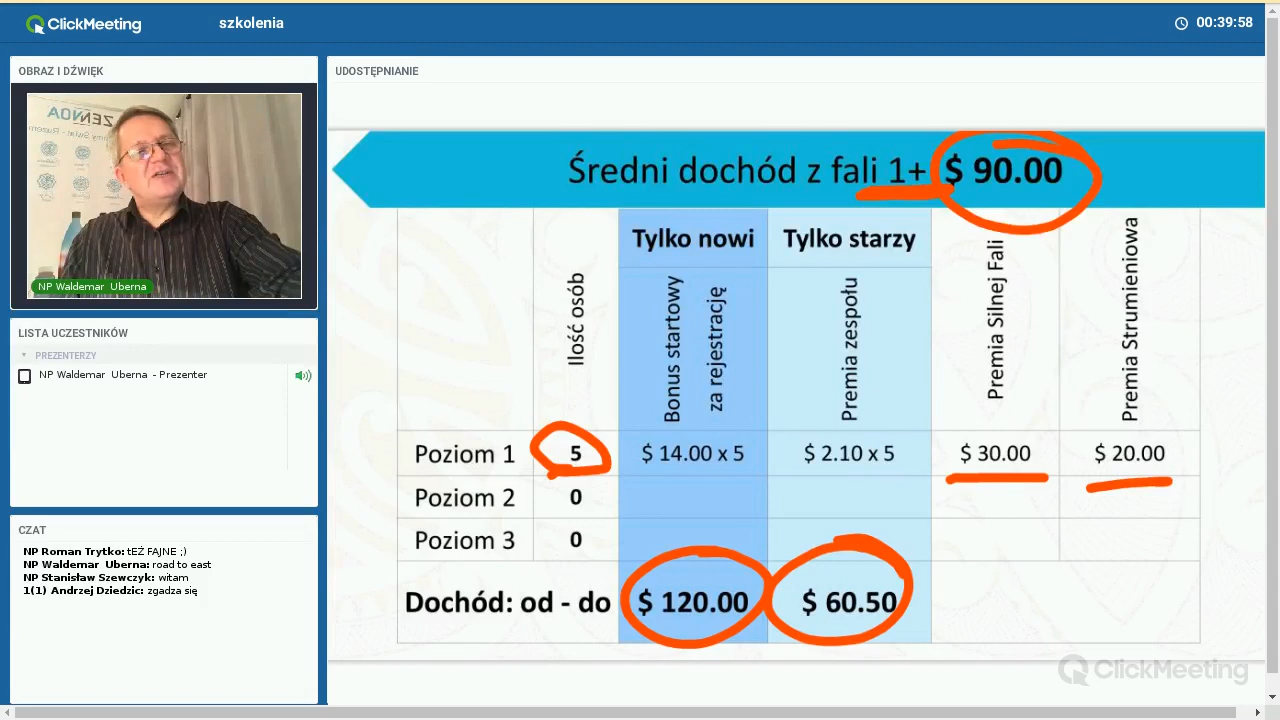 ClickMeeting
szkolenia
00:39:58
OBRAZ I DŹWIĘK
NP Waldemar Uberna
LISTA UCZESTNIKÓW
PREZENTERZY
NP Waldemar Uberna - Prezenter
CZAT
NP Roman Trytko: tEŹ FAJNE ;)
NP Waldemar Uberna: road to east
NP Stanisław Szewczyk: witam
1(1) Andrzej Dziedzic: zgadza się
UDOSTĘPNIANIE
Średni dochód z fali 1+ $ 90.00
Ilość osób
Tylko nowi
Bonus startowy
za rejestrację
Tylko starzy
Premia zespołu
Premia Silnej Fali
Premia Strumieniowa
Poziom 1 5 $ 14.00 x 5 $ 2.10 x 5 $ 30.00 $ 20.00
Poziom 2 0
Poziom 3 0
Dochód: od - do $ 120.00 $ 60.50
ClickMeeting